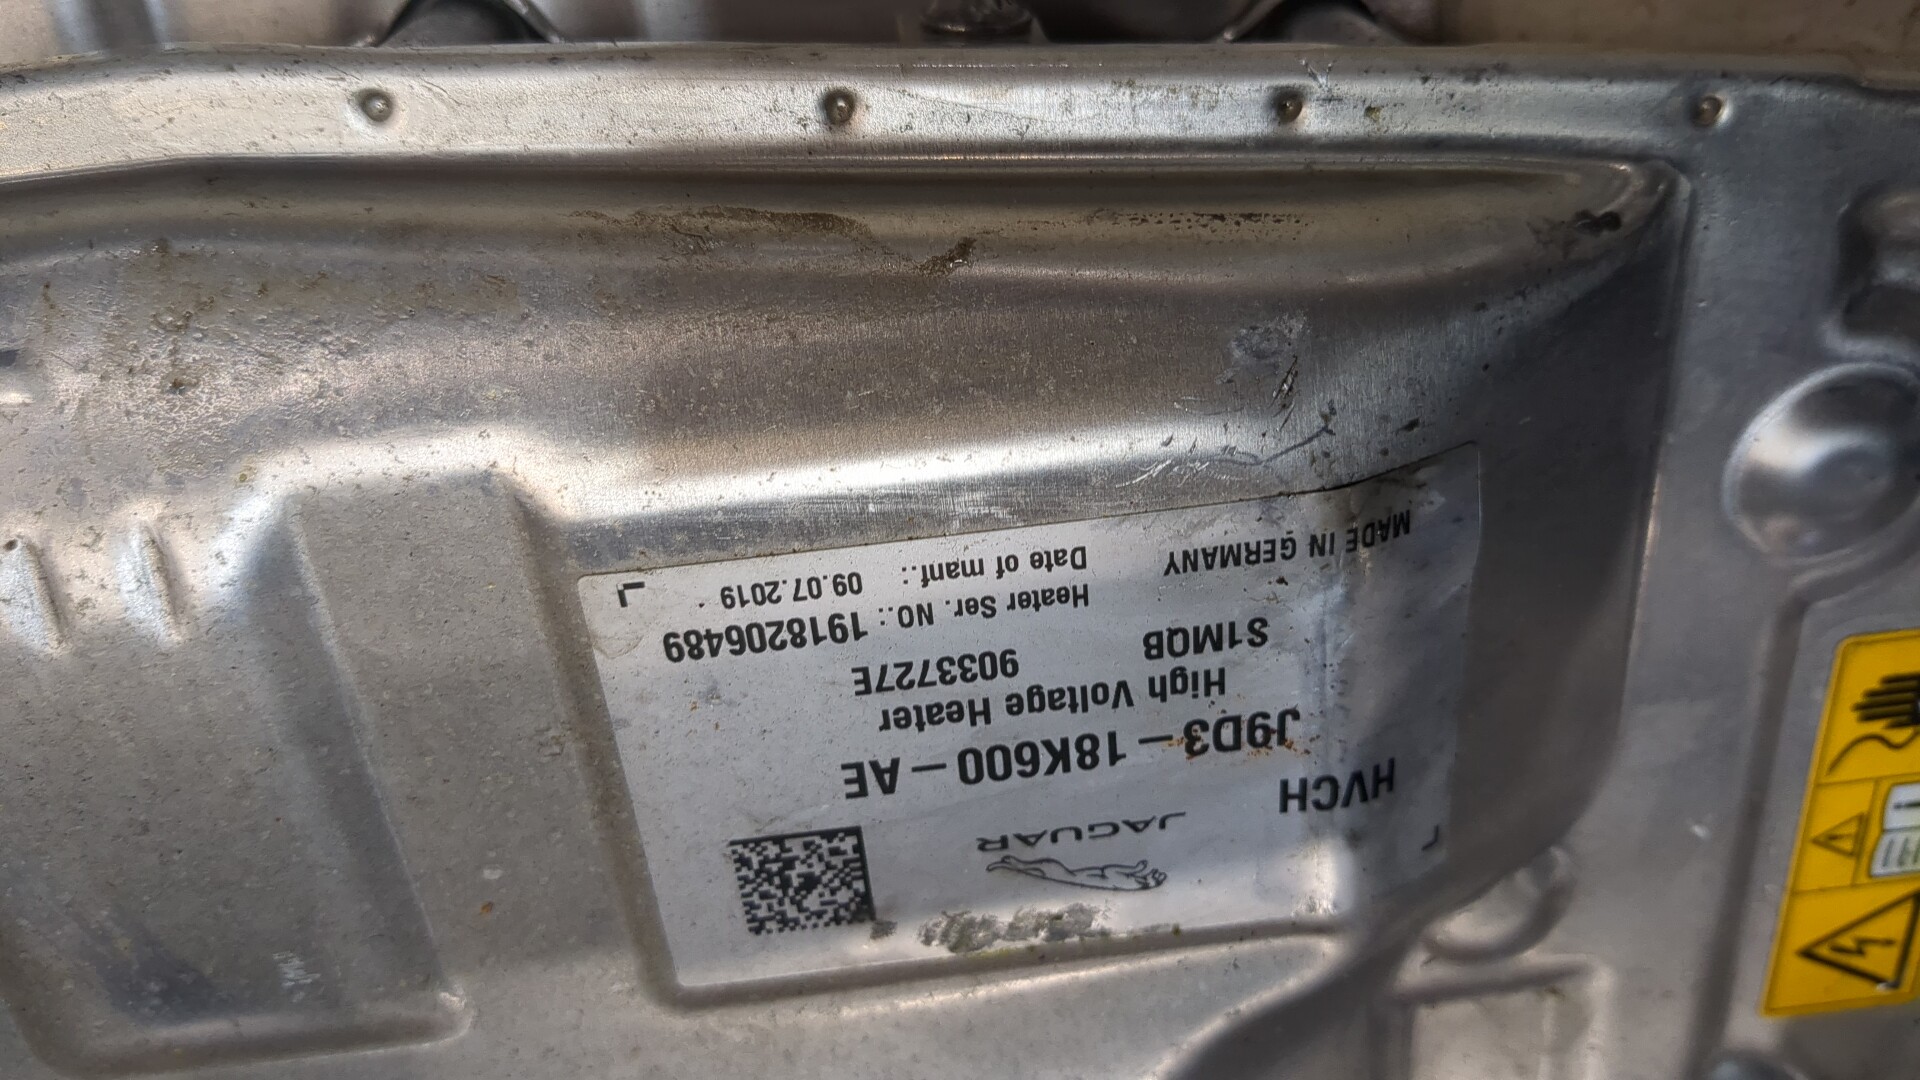 JAGUAR
HVCH
J9D3-18K600-AE
High Voltage Heater
S1MQB 9033727E
Heater Ser. NO.: 1918206489
Date of manf.: 09.07.2019
MADE IN GERMANY